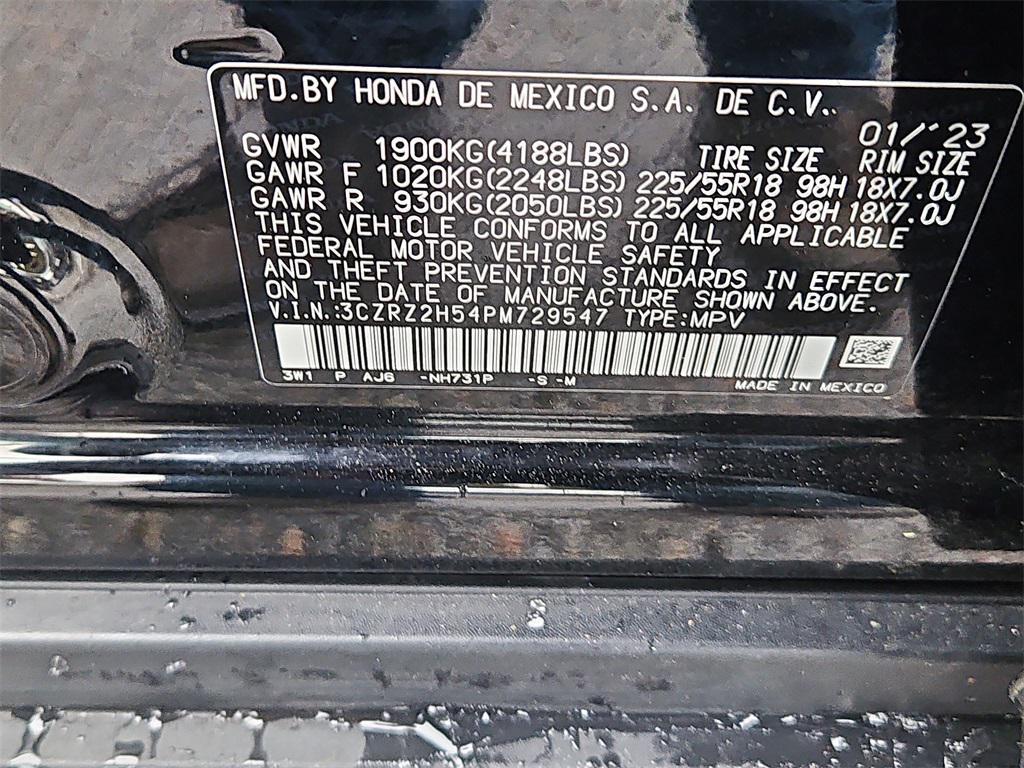 MFD.BY HONDA DE MEXICO S.A. DE C.V.
01/'23
GVWR 1900KG(4188LBS) TIRE SIZE RIM SIZE
GAWR F 1020KG(2248LBS) 225/55R18 98H 18X7.0J
GAWR R 930KG(2050LBS) 225/55R18 98H 18X7.0J
THIS VEHICLE CONFORMS TO ALL APPLICABLE
FEDERAL MOTOR VEHICLE SAFETY
AND THEFT PREVENTION STANDARDS IN EFFECT
ON THE DATE OF MANUFACTURE SHOWN ABOVE.
V.I.N.:3CZRZ2H54PM729547 TYPE:MPV
3W1 P AJ6 -NH731P -S -M
MADE IN MEXICO